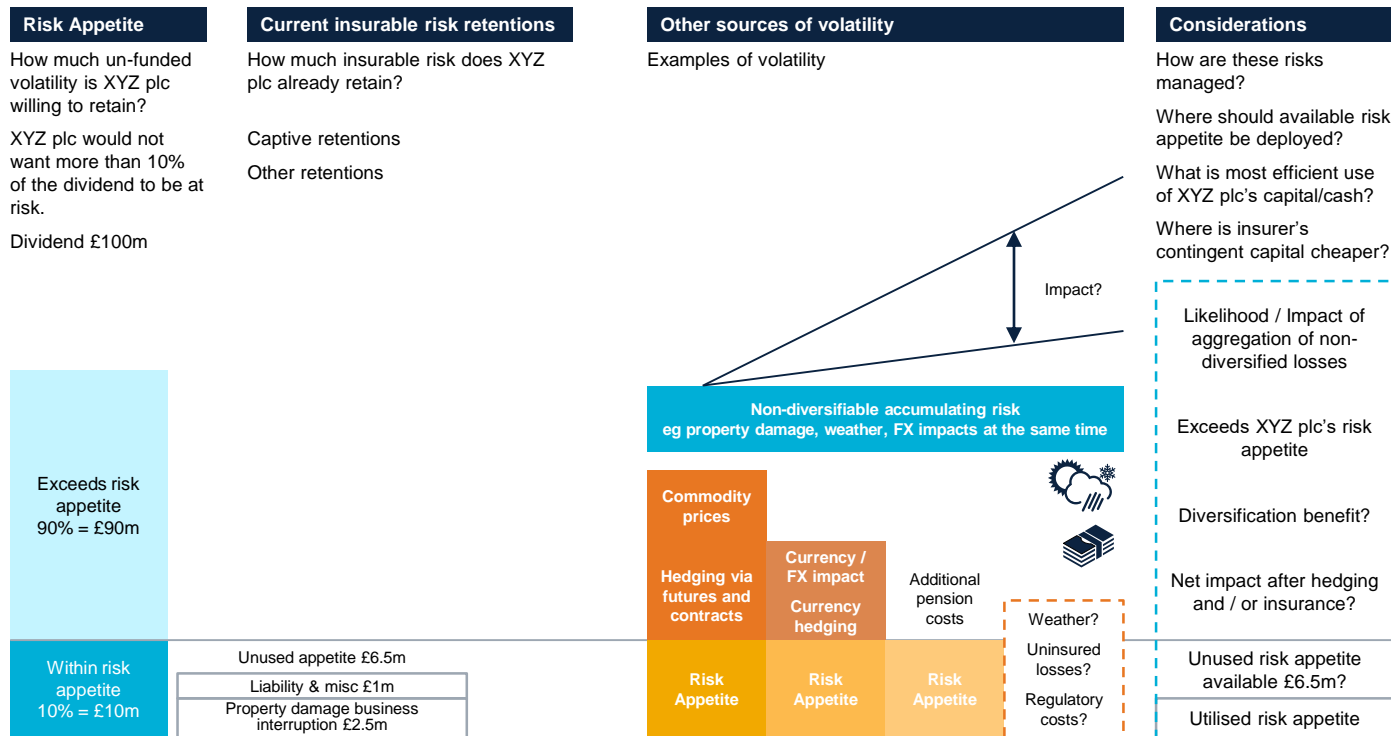 Risk Appetite
How much un-funded
volatility is XYZ plc
willing to retain?
XYZ plc would not
want more than 10%
of the dividend to be at
risk.
Dividend £100m
Exceeds risk
appetite
90% = £90m
Within risk
appetite
10% = £10m
Current insurable risk retentions
How much insurable risk does XYZ
plc already retain?
Captive retentions
Other retentions
Unused appetite £6.5m
Liability & misc £1m
Property damage business
interruption £2.5m
Other sources of volatility
Examples of volatility
Impact?
Non-diversifiable accumulating risk
eg property damage, weather, FX impacts at the same time
Commodity
prices
Hedging via
futures and
contracts
Risk
Appetite
Currency /
FX impact
Currency
hedging
Risk
Appetite
Additional
pension
costs
Risk
Appetite
Weather?
Uninsured
losses?
Regulatory
costs?
Considerations
How are these risks
managed?
Where should available risk
appetite be deployed?
What is most efficient use
of XYZ plc's capital/cash?
Where is insurer's
contingent capital cheaper?
Likelihood / Impact of
aggregation of non-
diversified losses
Exceeds XYZ plc's risk
appetite
Diversification benefit?
Net impact after hedging
and / or insurance?
Unused risk appetite
available £6.5m?
Utilised risk appetite